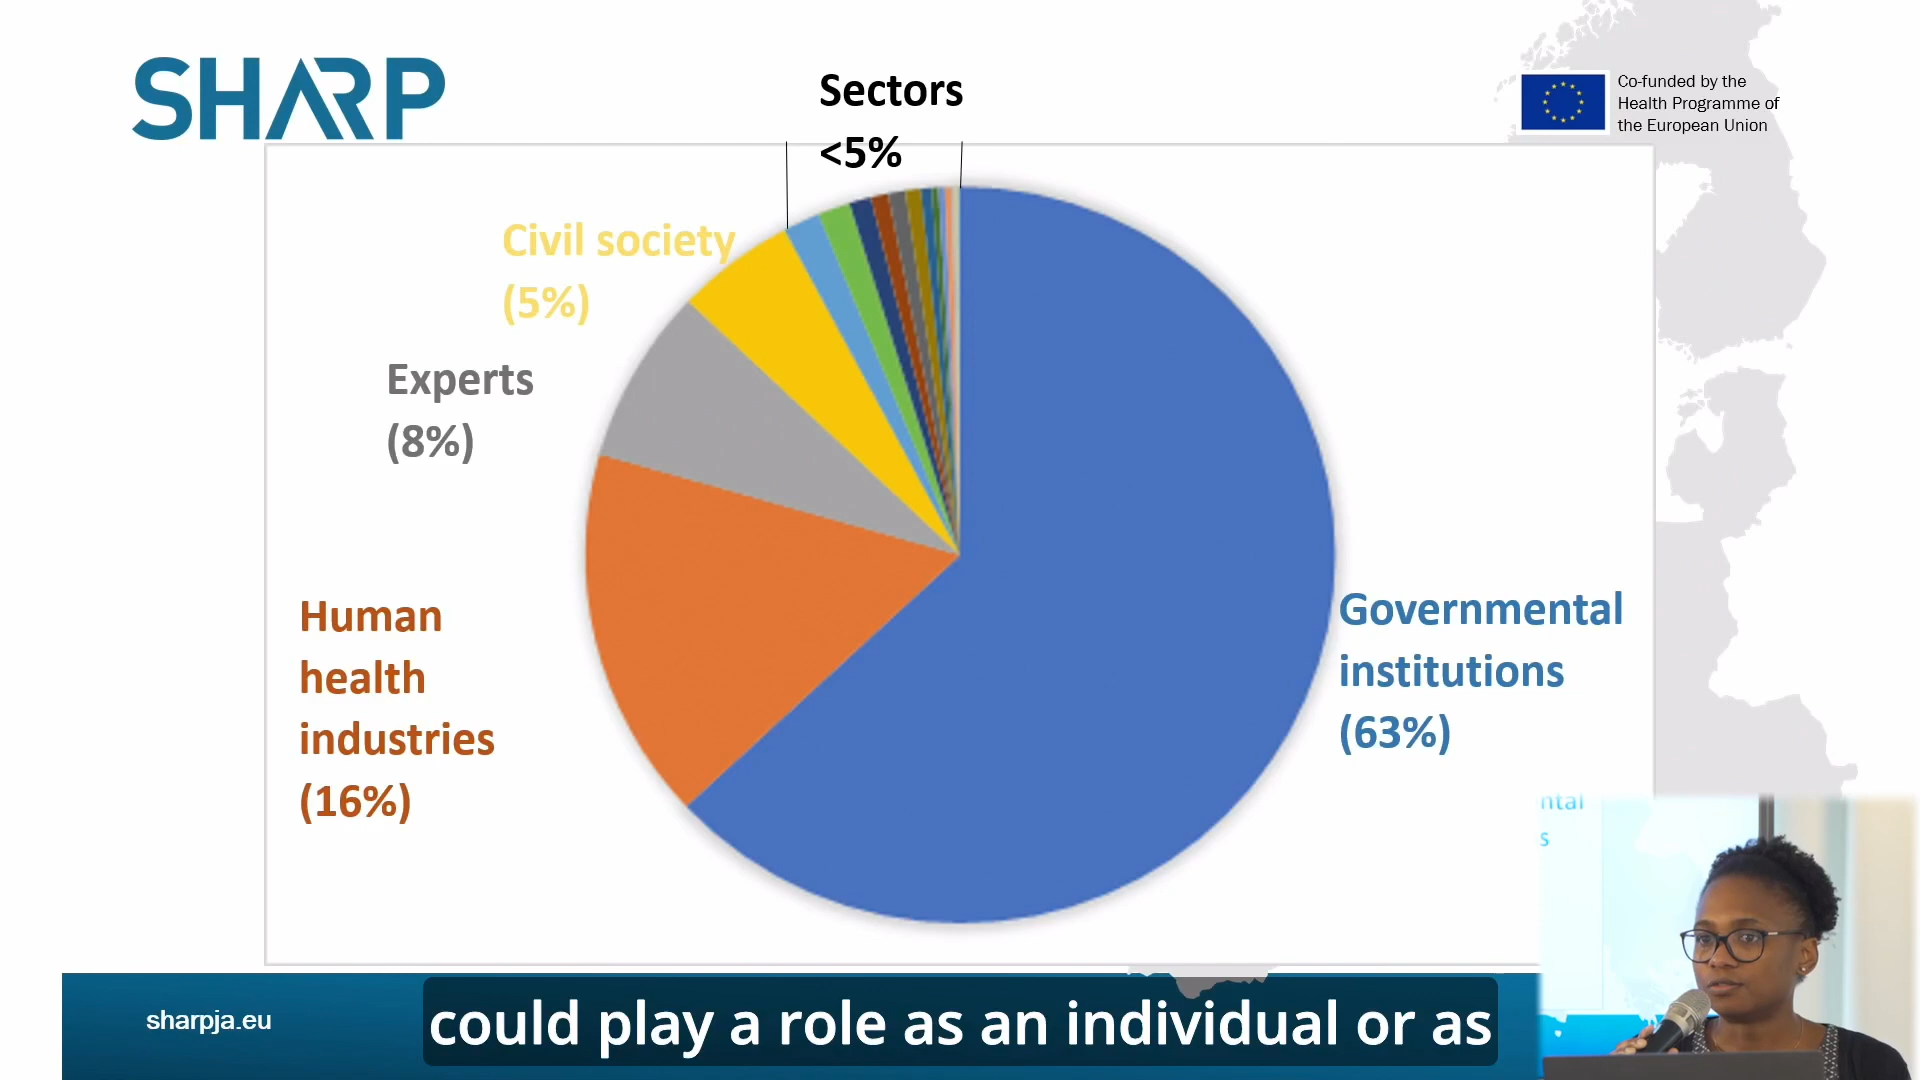 SHARP
Sectors
<5%
Co-funded by the
Health Programme of
the European Union
Civil society
(5%)
Experts
(8%)
Human
health
industries
(16%)
Governmental
institutions
(63%)
ntal
s
sharpja.eu
could play a role as an individual or as